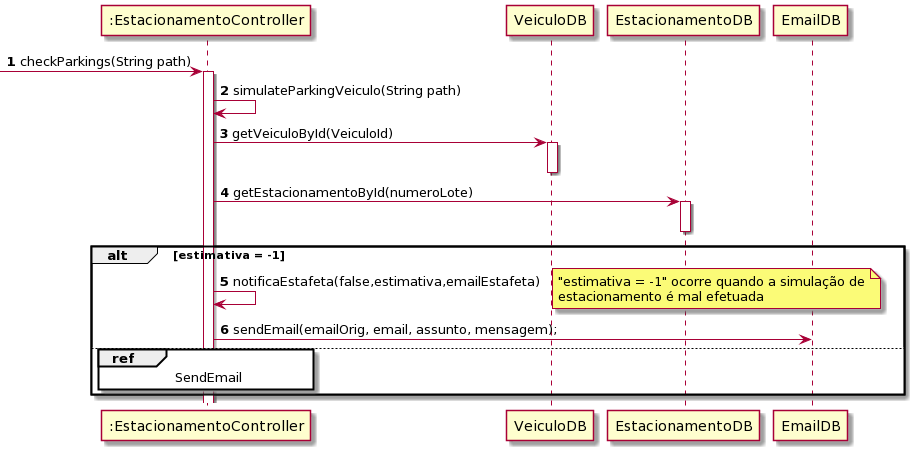 :EstacionamentoController
VeiculoDB
EstacionamentoDB
EmailDB
1 checkParkings(String path)
2 simulateParkingVeiculo(String path)
3 getVeiculoById(VeiculoId)
4 getEstacionamentoById(numeroLote)
alt [estimativa = -1]
5 notificaEstafeta(false,estimativa,emailEstafeta)
"estimativa = -1" ocorre quando a simulação de
estacionamento é mal efetuada
6 sendEmail(emailOrig, email, assunto, mensagem);
ref
SendEmail
:EstacionamentoController
VeiculoDB
EstacionamentoDB
EmailDB